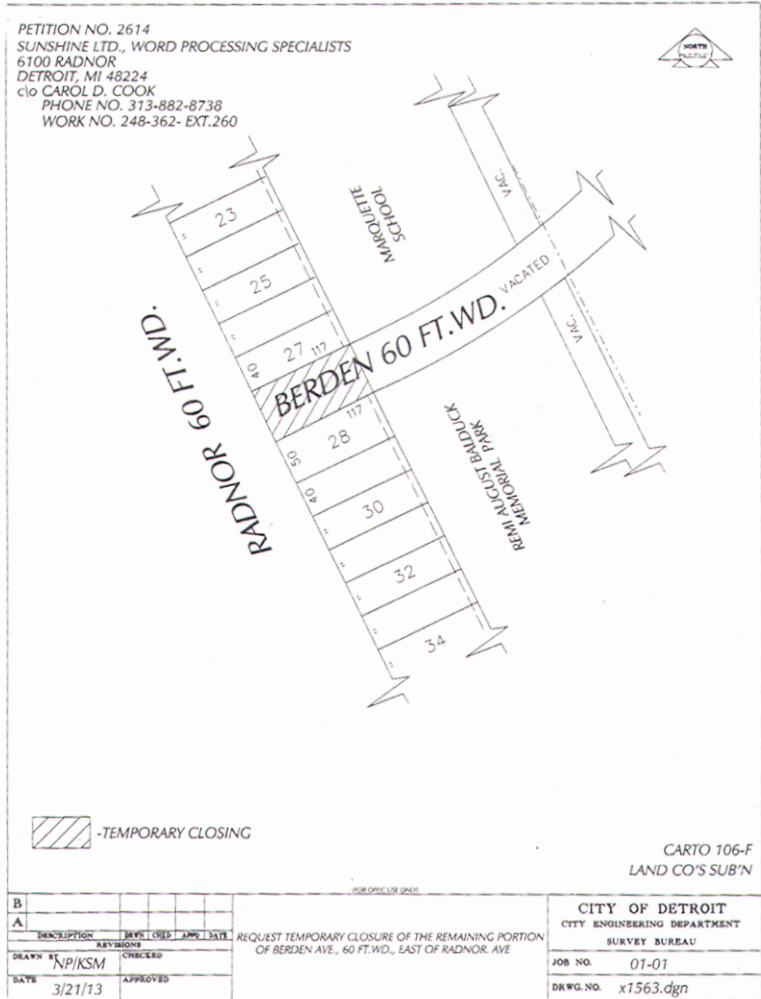 PETITION NO. 2614
SUNSHINE LTD., WORD PROCESSING SPECIALISTS
6100 RADNOR
DETROIT, MI 48224
c\o CAROL D. COOK
PHONE NO. 313-882-8738
WORK NO. 248-362- EXT.260
NORTH
MARQUETTE
SCHOOL
VAC.
23
"
"
25
"
"
27
117
40
RADNOR 60 FT.WD.
BERDEN 60 FT.WD.
VACATED
VAC.
117
28
50
40
30
"
"
32
"
"
34
"
REMI AUGUST BALDUCK
MEMORIAL PARK
-TEMPORARY CLOSING
CARTO 106-F
LAND CO'S SUB'N
(FOR OFFICE USE ONLY)
B
A
DESCRIPTION DRWN CHKD APPD DATE
REVISIONS
DRAWN BY NP/KSM CHECKED
DATE 3/21/13 APPROVED
REQUEST TEMPORARY CLOSURE OF THE REMAINING PORTION
OF BERDEN AVE., 60 FT.WD., EAST OF RADNOR. AVE
CITY OF DETROIT
CITY ENGINEERING DEPARTMENT
SURVEY BUREAU
JOB NO. 01-01
DRWG. NO. x1563.dgn